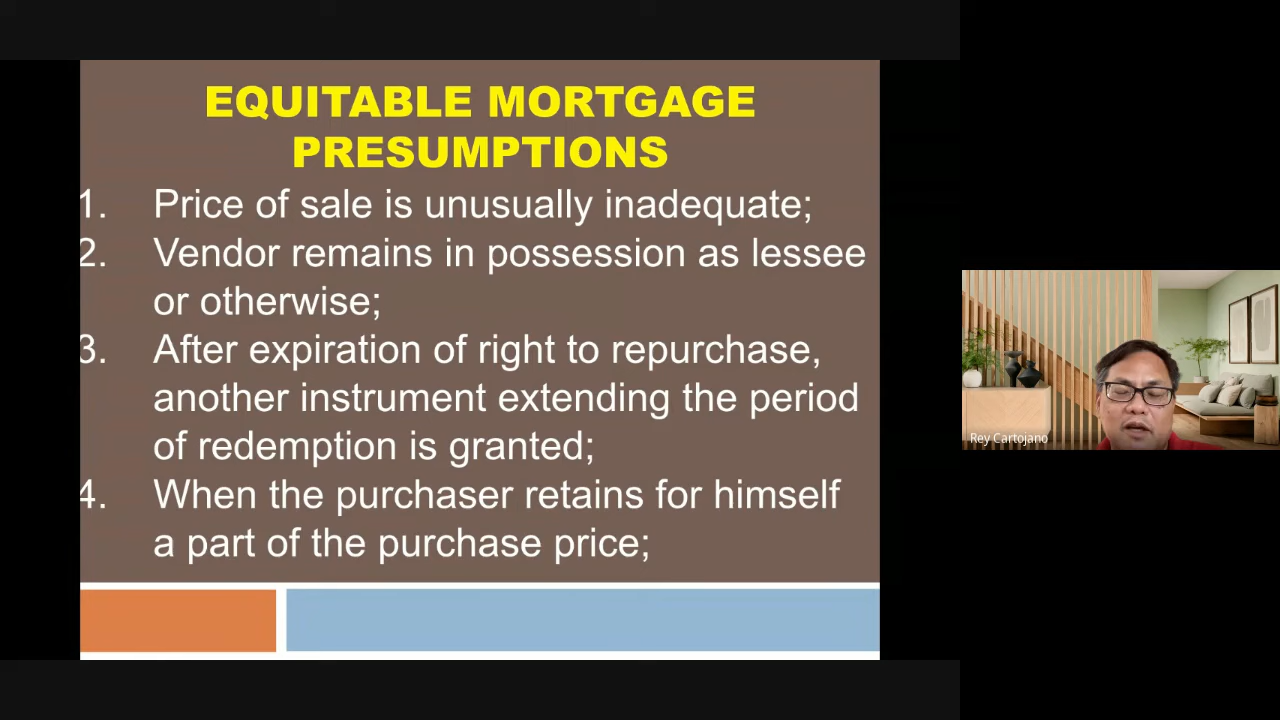 EQUITABLE MORTGAGE
PRESUMPTIONS
1. Price of sale is unusually inadequate;
2. Vendor remains in possession as lessee
or otherwise;
3. After expiration of right to repurchase,
another instrument extending the period
of redemption is granted;
4. When the purchaser retains for himself
a part of the purchase price;
Rey Cartojano